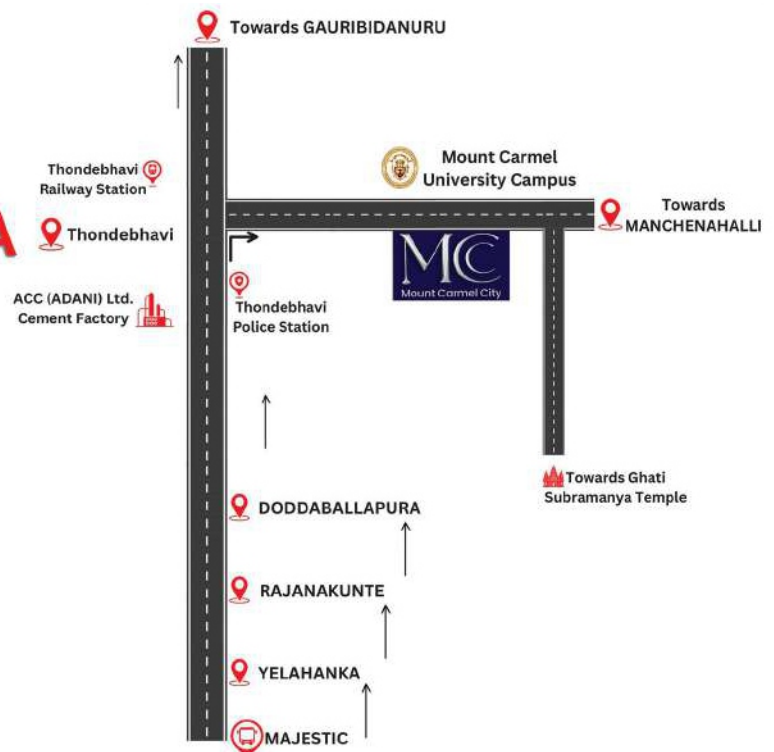 Towards GAURIBIDANURU
Thondebhavi
Railway Station
Mount Carmel
University Campus
Towards
MANCHENAHALLI
A
Thondebhavi
MCC
Mount Carmel City
ACC (ADANI) Ltd.
Cement Factory
Thondebhavi
Police Station
Towards Ghati
Subramanya Temple
DODDABALLAPURA
RAJANAKUNTE
YELAHANKA
MAJESTIC